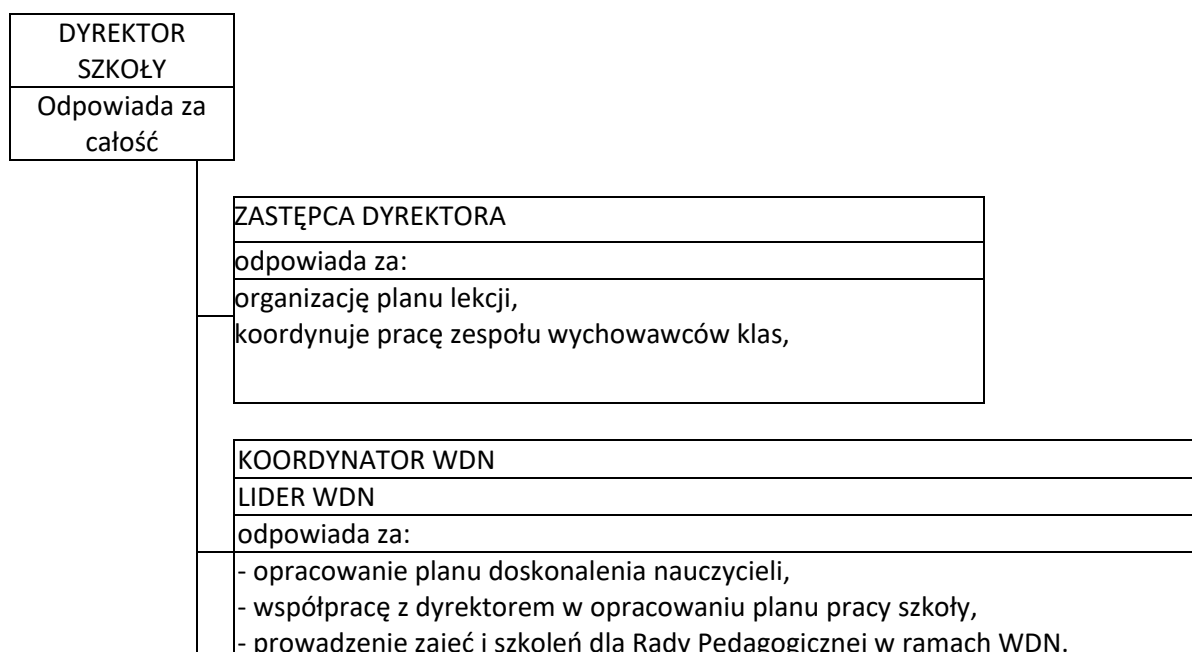 DYREKTOR
SZKOŁY
Odpowiada za
całość
ZASTĘPCA DYREKTORA
odpowiada za:
organizację planu lekcji,
koordynuje pracę zespołu wychowawców klas,
KOORDYNATOR WDN
LIDER WDN
odpowiada za:
- opracowanie planu doskonalenia nauczycieli,
- współpracę z dyrektorem w opracowaniu planu pracy szkoły,
- prowadzenie zajęć i szkoleń dla Rady Pedagogicznej w ramach WDN.